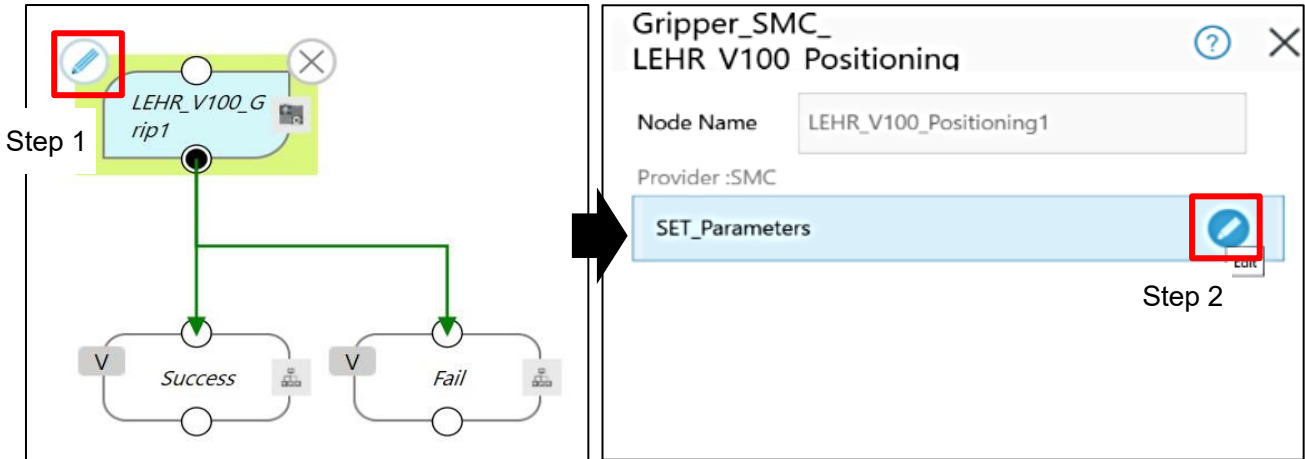 Step 1
LEHR_V100_G
rip1
V
Success
V
Fail
Gripper_SMC_
LEHR V100 Positioning
?
Node Name
LEHR_V100_Positioning1
Provider :SMC
SET_Parameters
Edit
Step 2